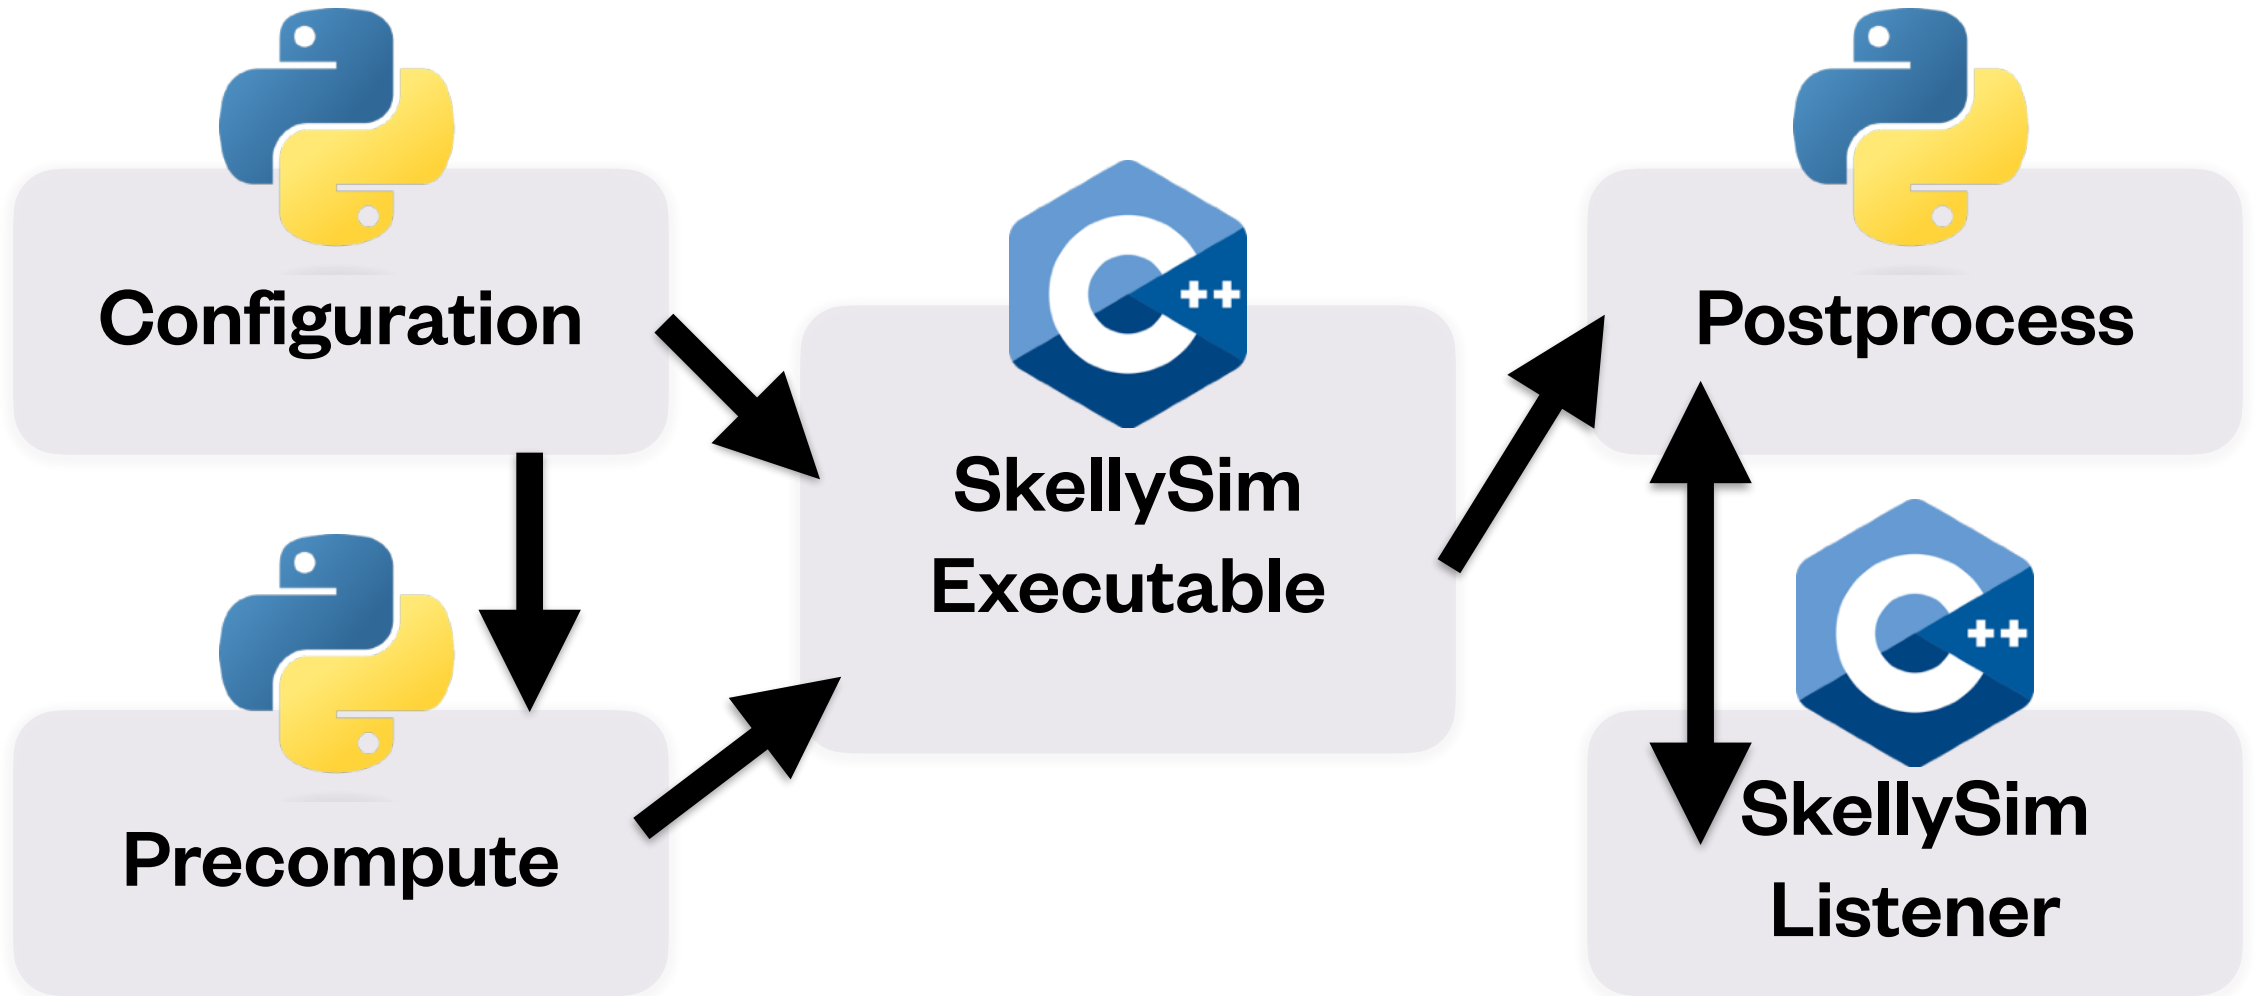 Configuration
Precompute
++
SkellySim
Executable
Postprocess
++
SkellySim
Listener